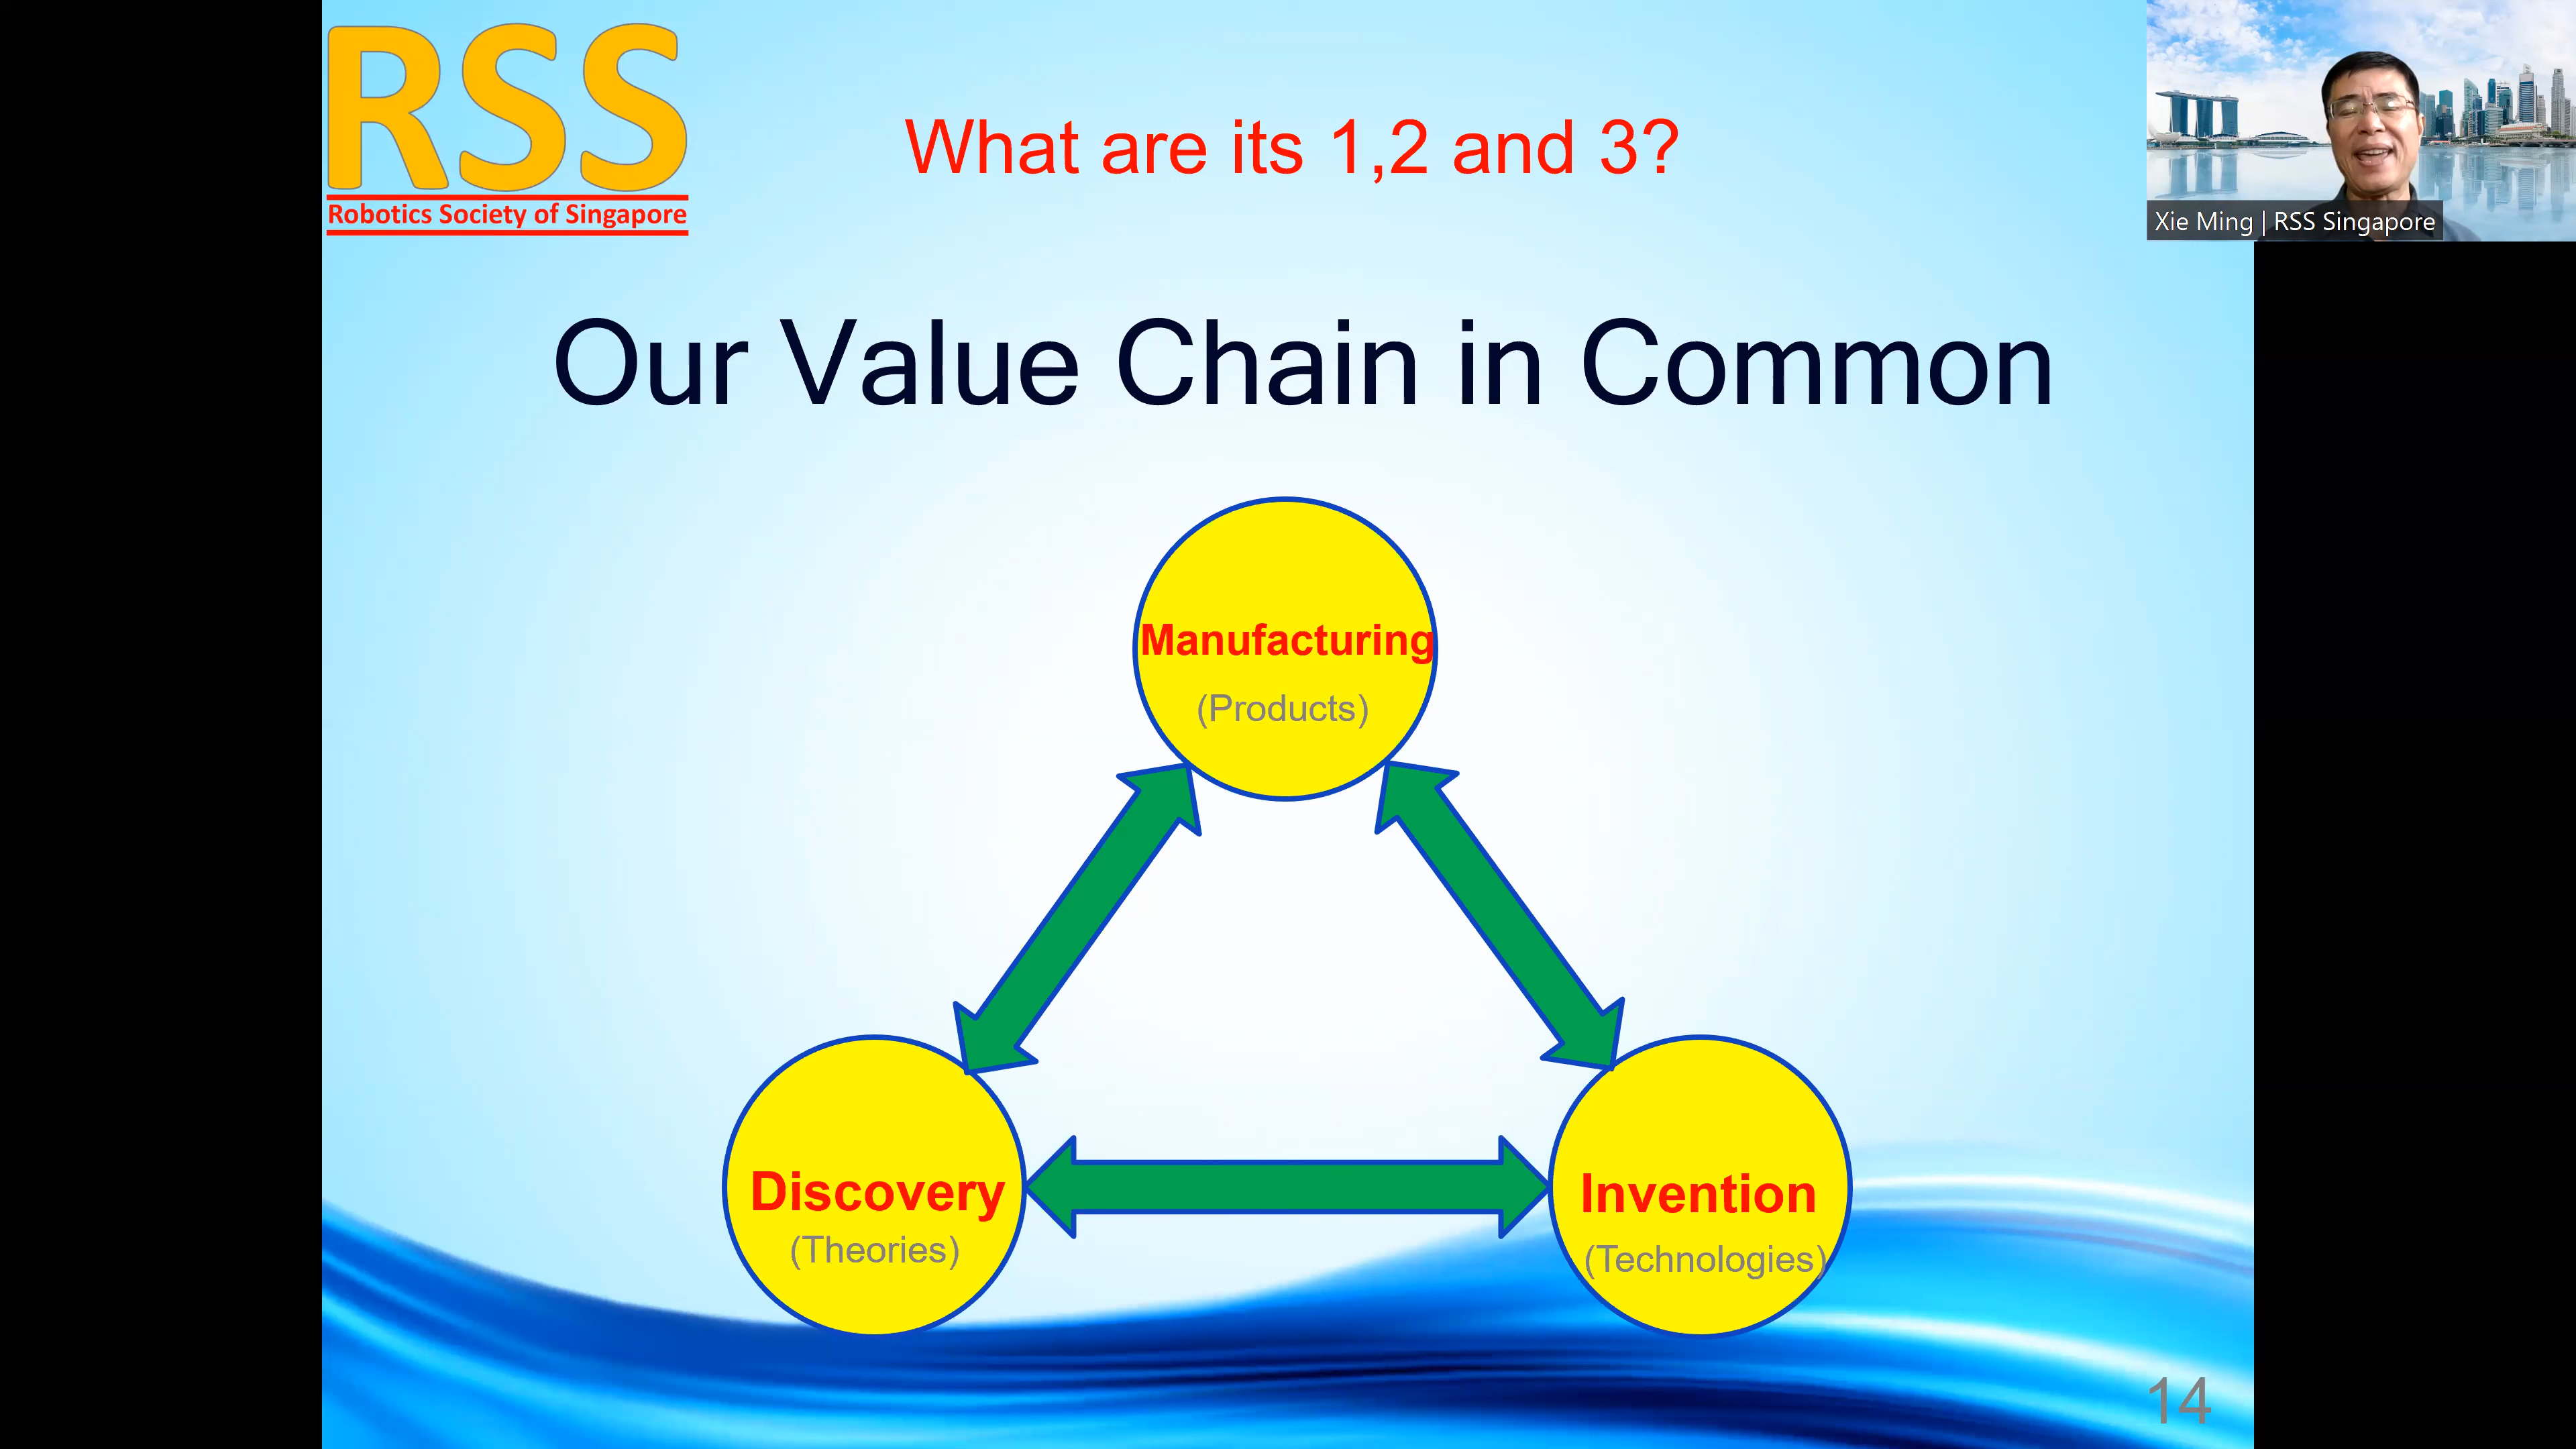 RSS
Robotics Society of Singapore
What are its 1,2 and 3?
Xie Ming | RSS Singapore
Our Value Chain in Common
Manufacturing
(Products)
Discovery
(Theories)
Invention
(Technologies)
14